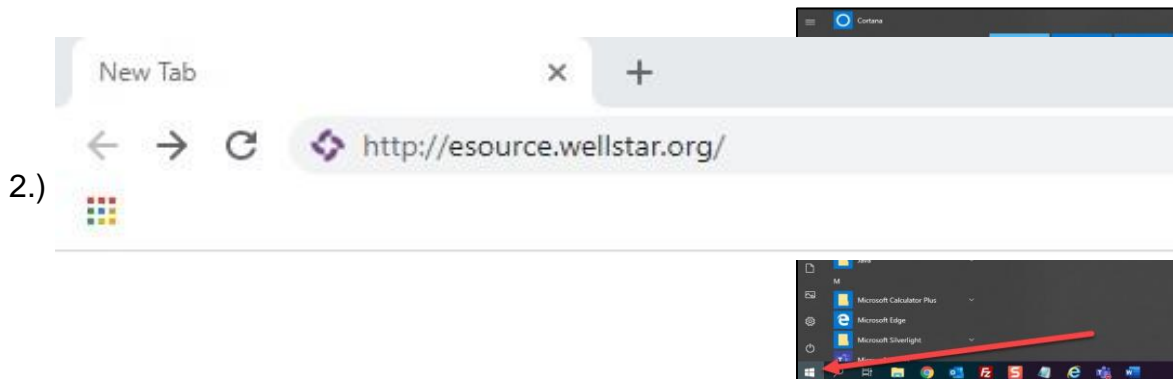 Cortana
New Tab
http://esource.wellstar.org/
2.)
M
Microsoft Calculator Plus
Microsoft Edge
Microsoft Silverlight